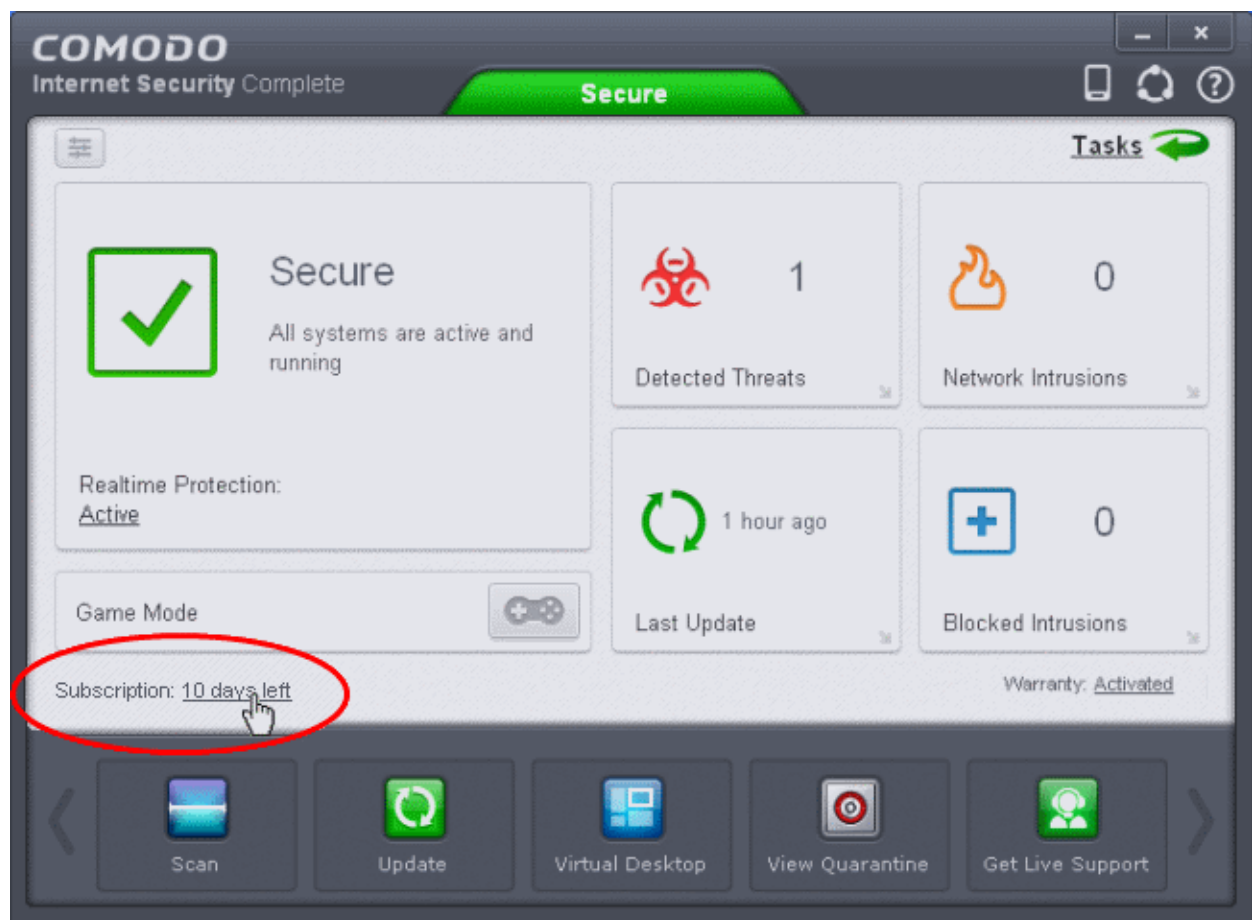 COMODO
Internet Security Complete
Secure
Tasks
Secure
All systems are active and
running
Realtime Protection:
Active
1
Detected Threats
0
Network Intrusions
1 hour ago
Last Update
0
Blocked Intrusions
Game Mode
Subscription: 10 days left
Warranty: Activated
Scan
Update
Virtual Desktop
View Quarantine
Get Live Support